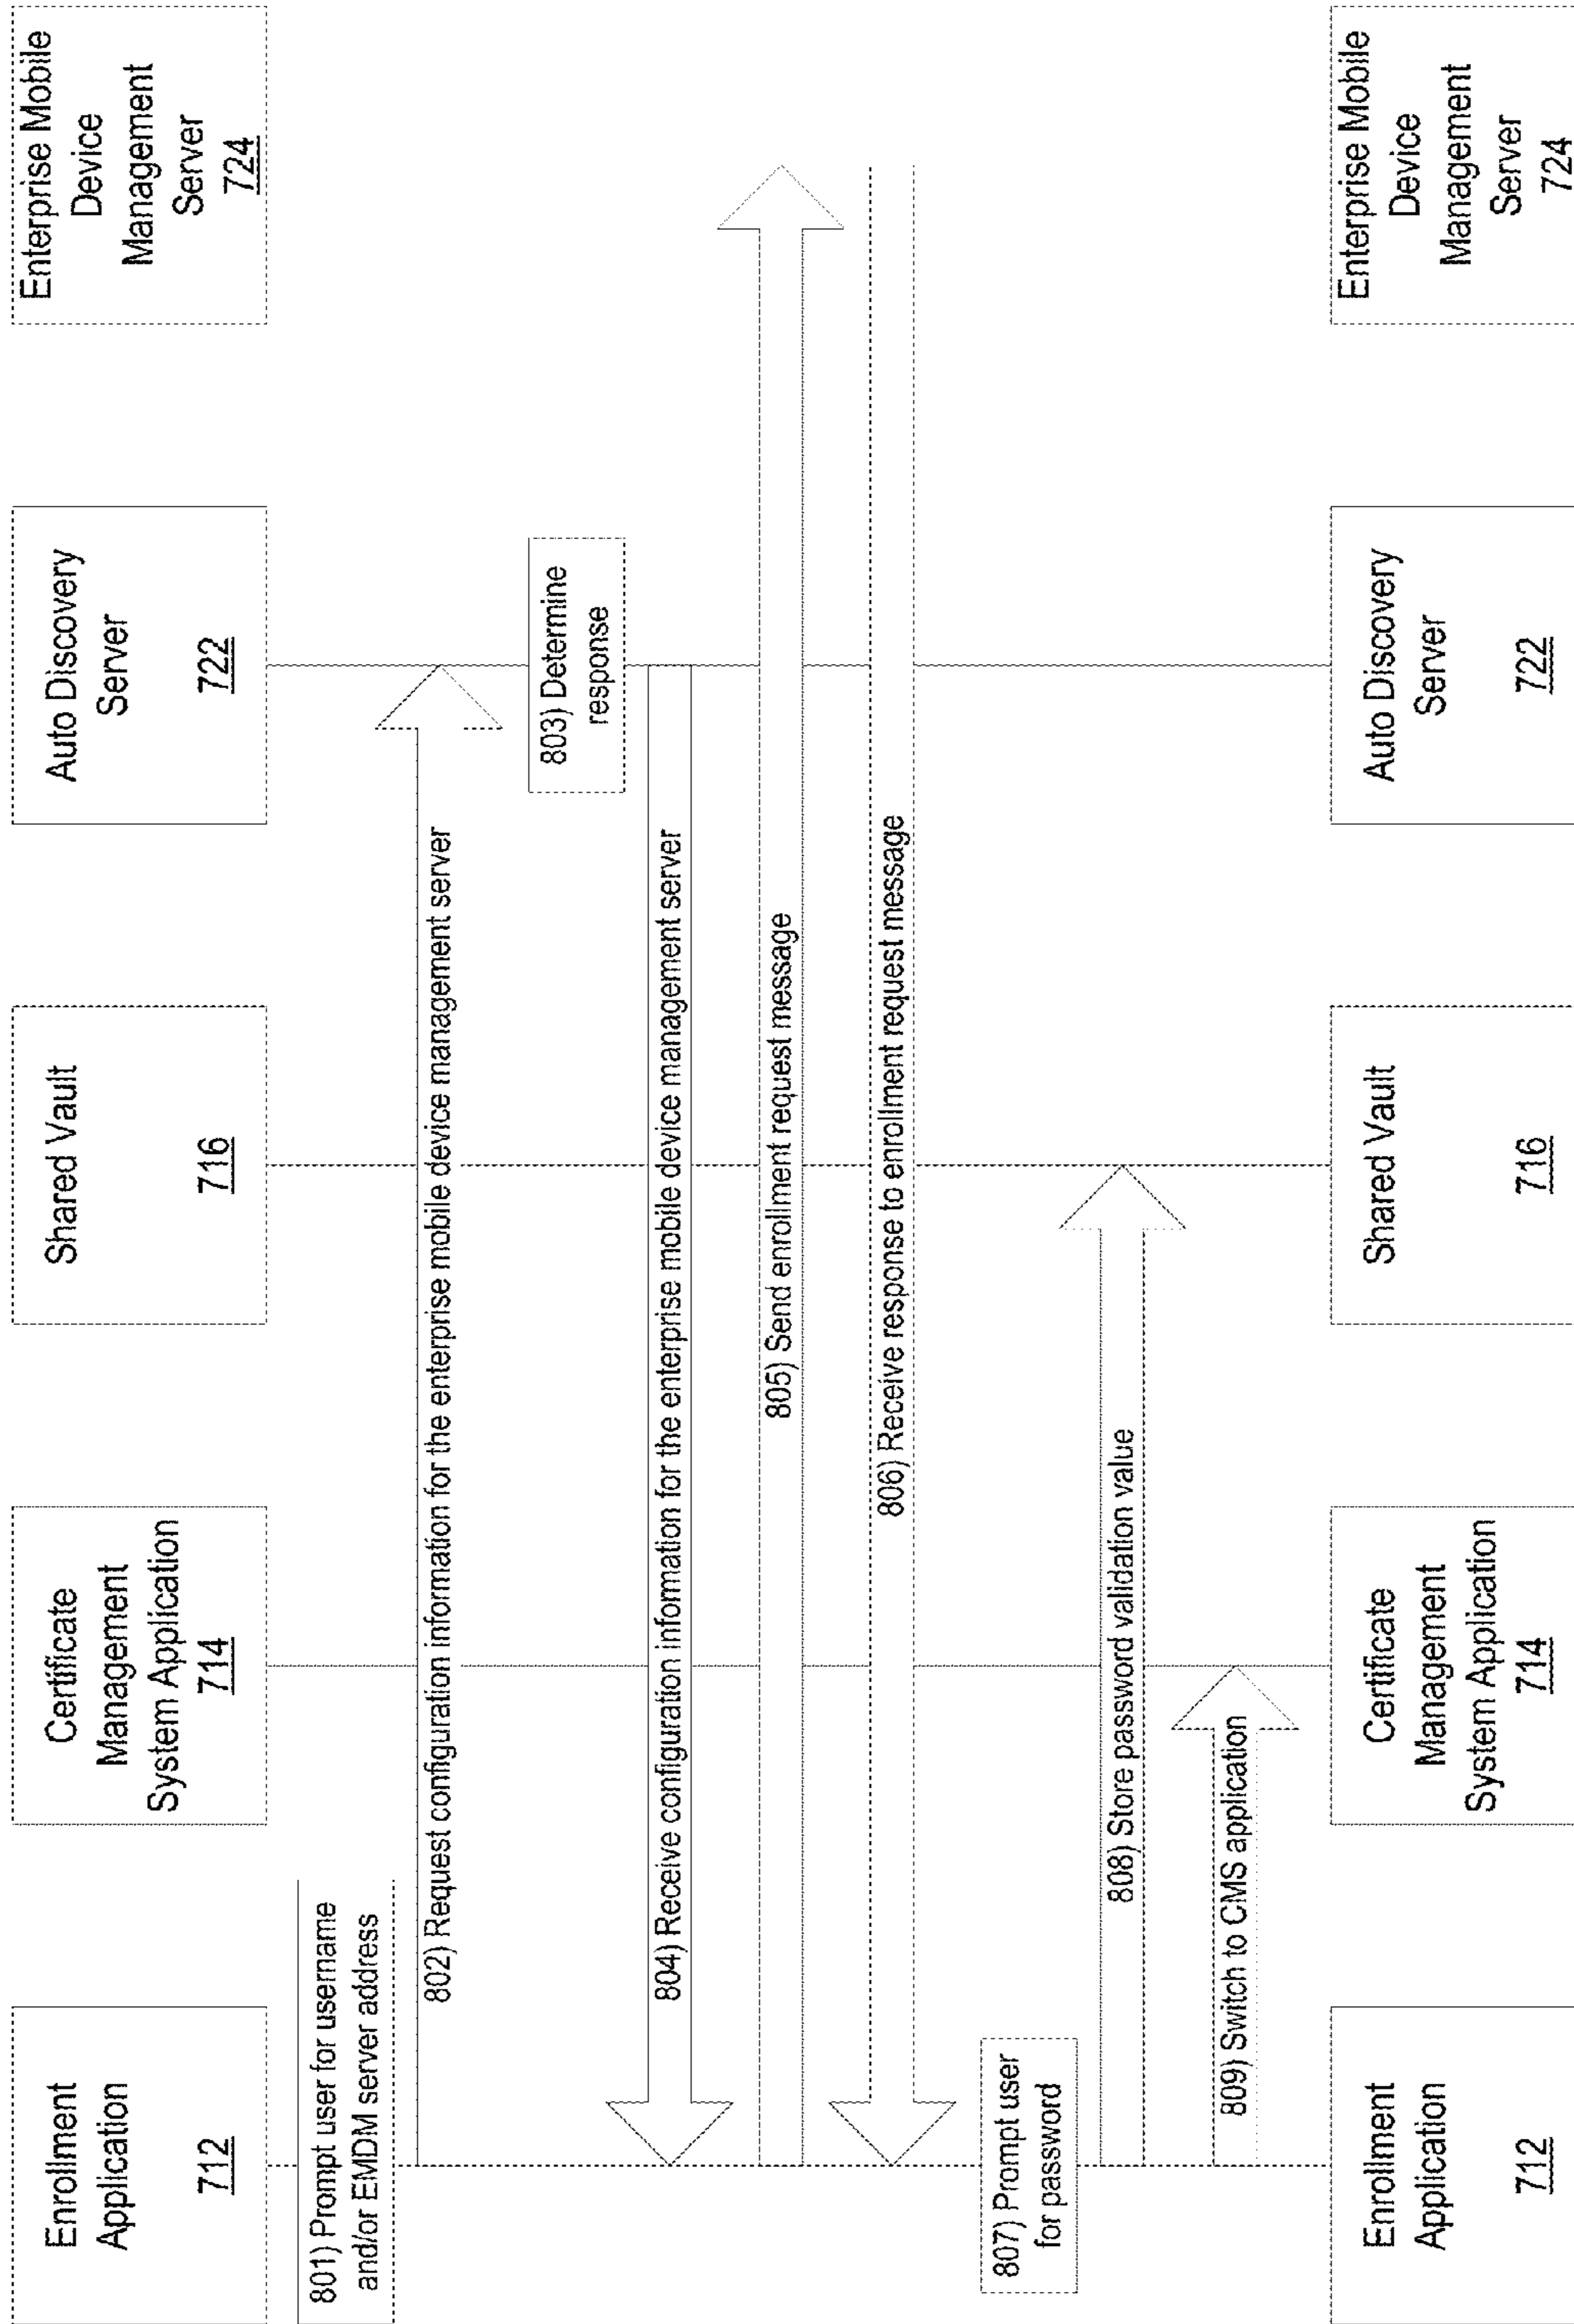 Enrollment
Application
712
Certificate
Management
System Application
714
Shared Vault
716
Auto Discovery
Server
722
Enterprise Mobile
Device
Management
Server
724
801) Prompt user for username
and/or EMDM server address
802) Request configuration information for the enterprise mobile device management server
803) Determine
response
804) Receive configuration information for the enterprise mobile device management server
805) Send enrollment request message
806) Receive response to enrollment request message
807) Prompt user
for password
808) Store password validation value
809) Switch to CMS application
Enrollment
Application
712
Certificate
Management
System Application
714
Shared Vault
716
Auto Discovery
Server
722
Enterprise Mobile
Device
Management
Server
724